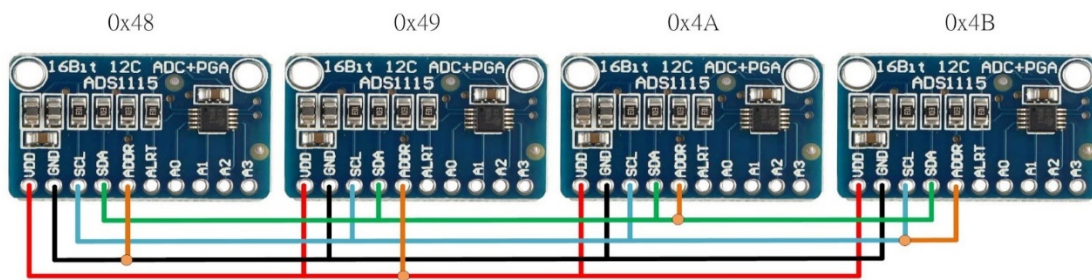 0x48
0x49
0x4A
0x4B
16Bit I2C ADC+PGA
ADS1115
VDD GND SCL SDA ADDR ALRT A0 A1 A2 A3
16Bit I2C ADC+PGA
ADS1115
VDD GND SCL SDA ADDR ALRT A0 A1 A2 A3
16Bit I2C ADC+PGA
ADS1115
VDD GND SCL SDA ADDR ALRT A0 A1 A2 A3
16Bit I2C ADC+PGA
ADS1115
VDD GND SCL SDA ADDR ALRT A0 A1 A2 A3